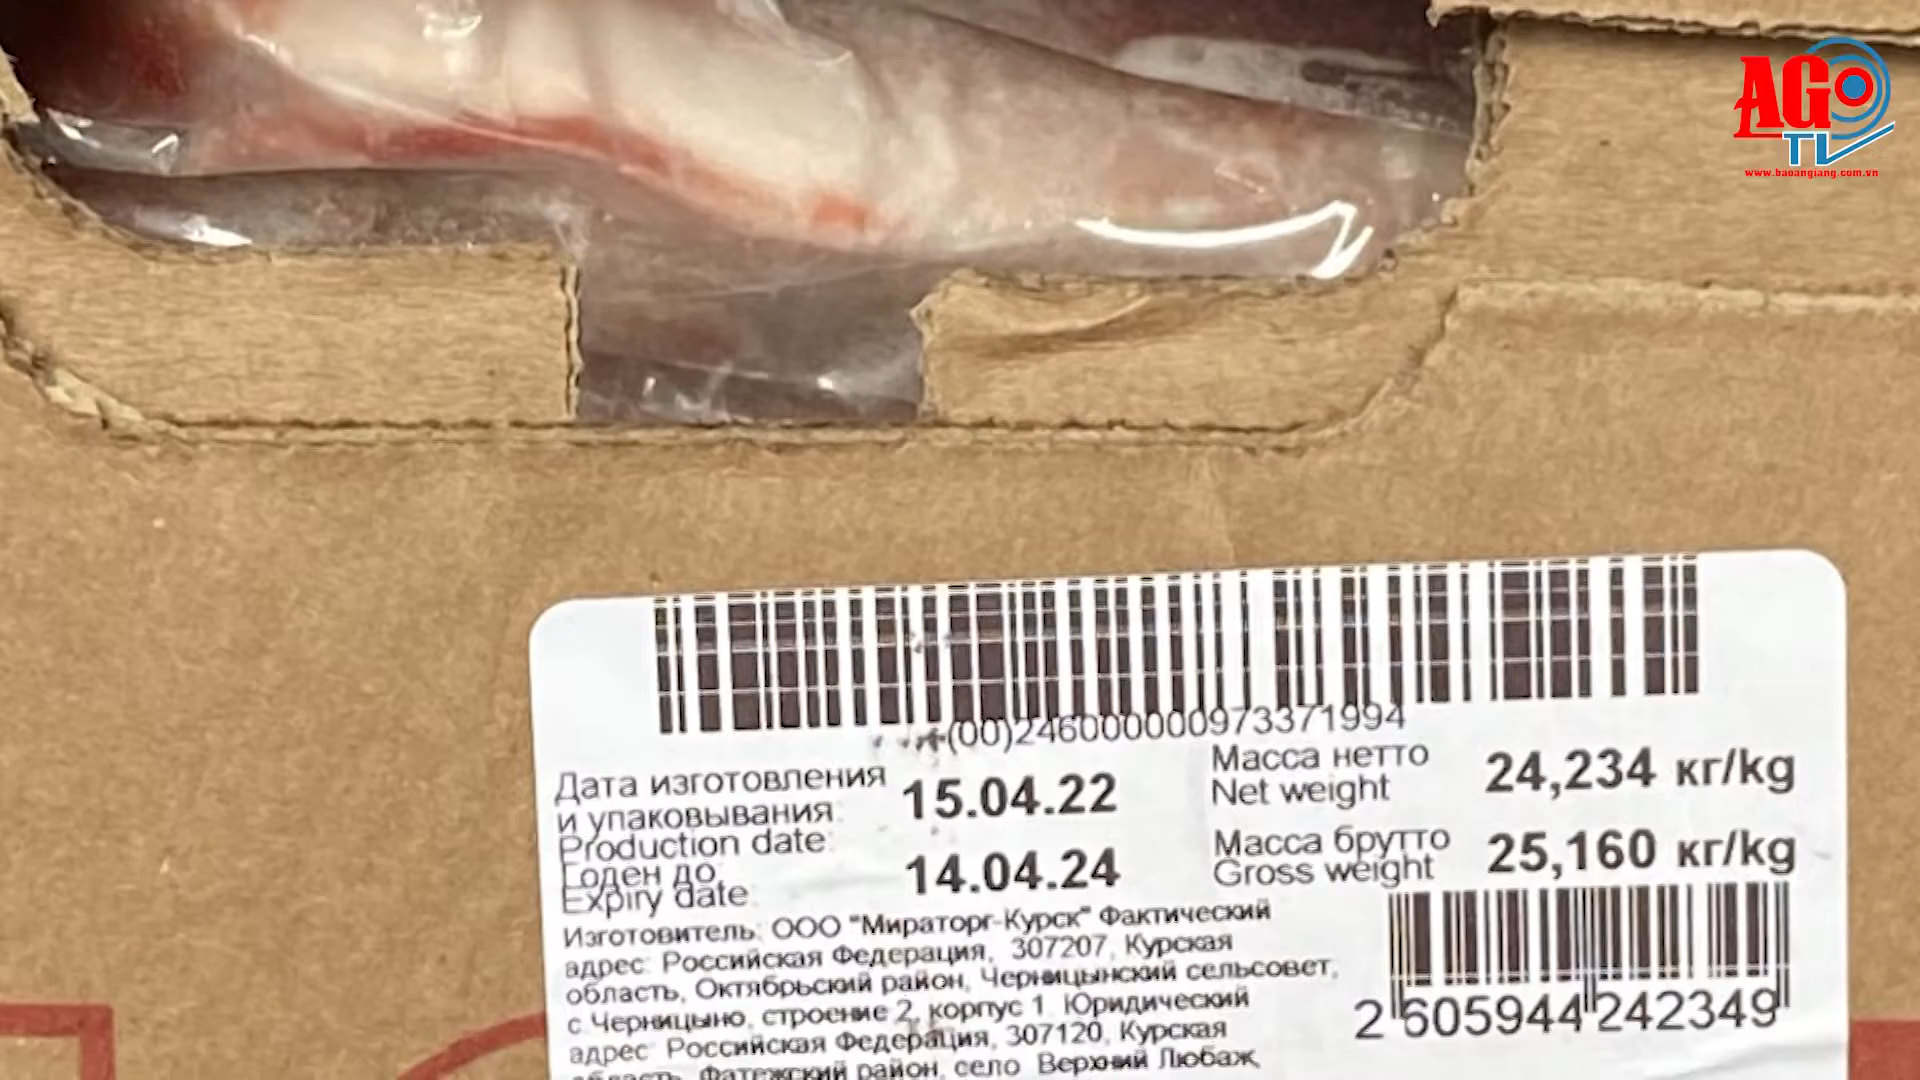 AGO
TV
www.baoangiang.com.vn
(00)246000000973371994
Дата изготовления
и упаковывания:
Production date:
15.04.22
Годен до:
Expiry date:
14.04.24
Масса нетто
Net weight
24,234 кг/kg
Масса брутто
Gross weight
25,160 кг/kg
Изготовитель: ООО "Мираторг-Курск" Фактический
адрес: Российская Федерация, 307207, Курская
область, Октябрьский район, Черницынский сельсовет,
с.Черницыно, строение 2, корпус 1. Юридический
адрес: Российская Федерация, 307120, Курская
область, Фатежский район, село Верхний Любаж,
2 605944 242349